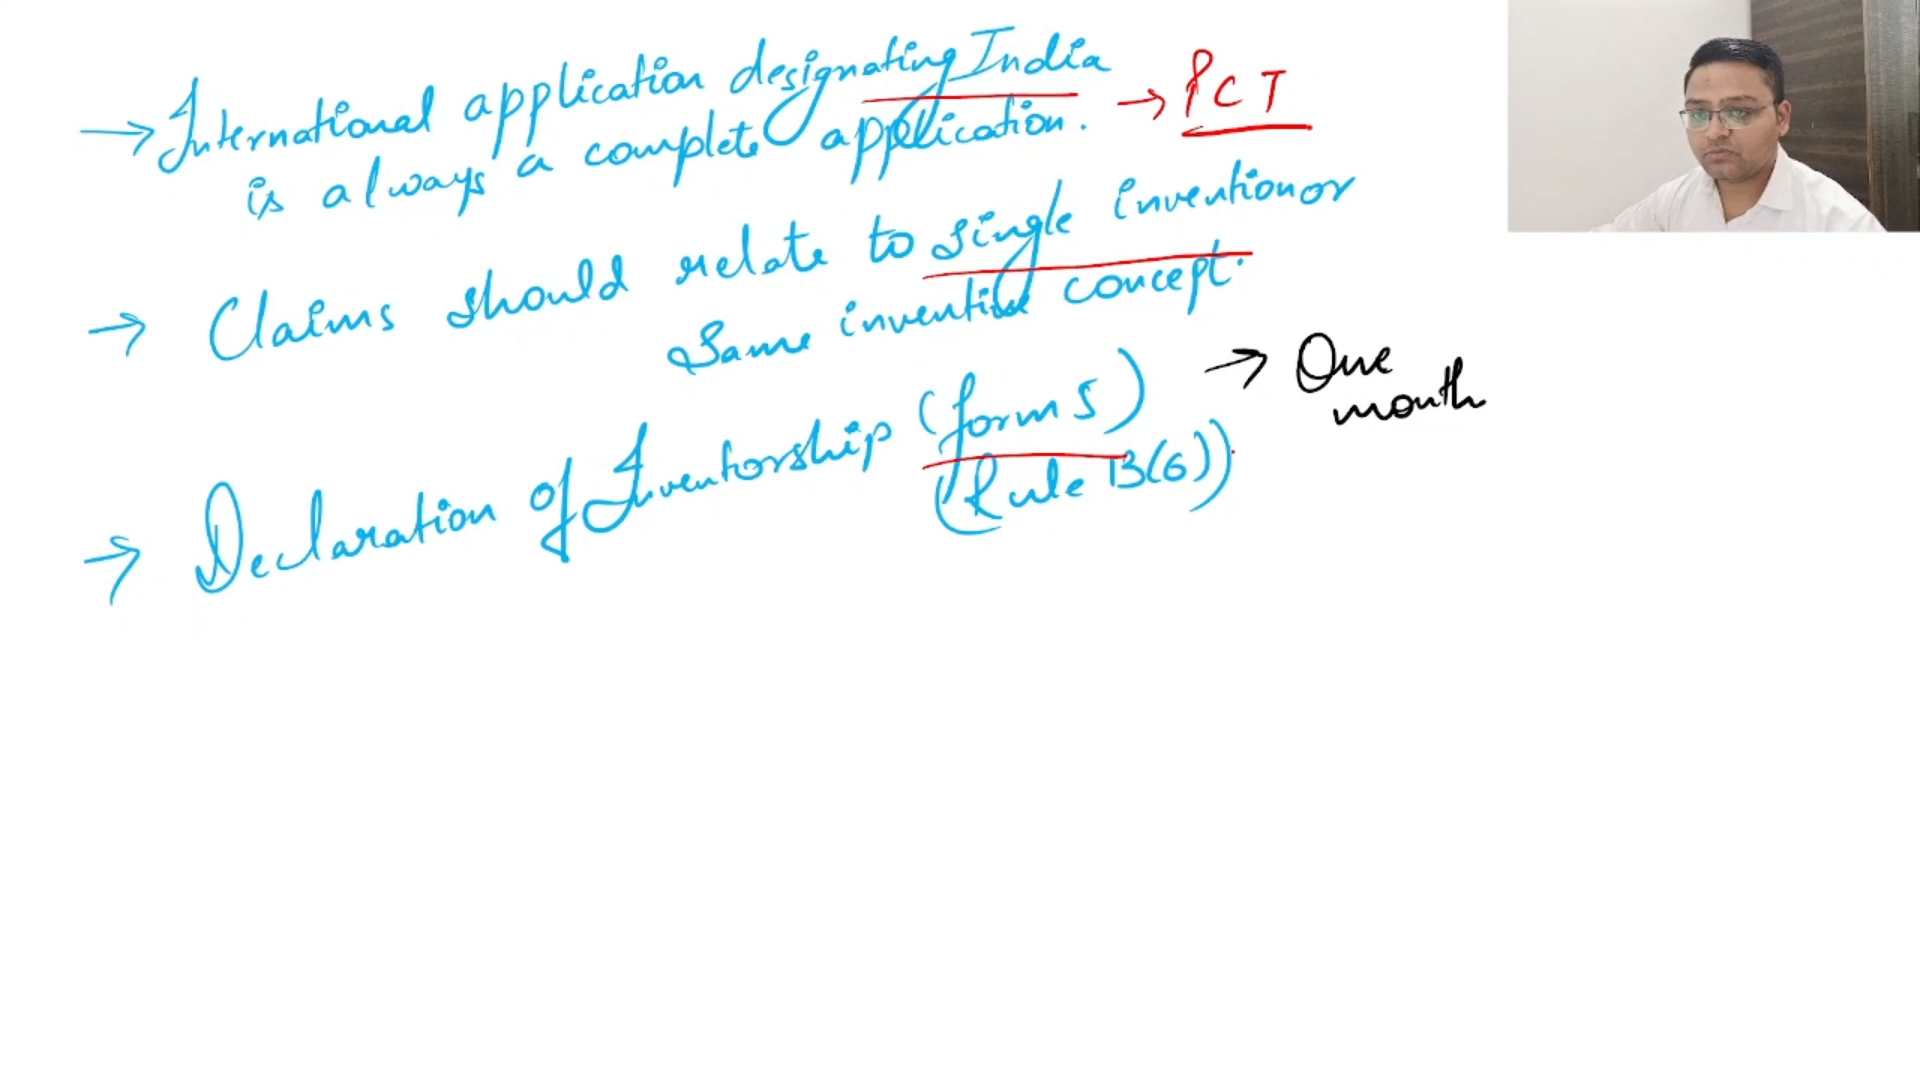 → International application designating India
is always a complete application. → PCT
→ Claims should relate to single invention or
same inventive concept.
→ Declaration of Inventorship (form 5) → One month
(Rule 13(6))